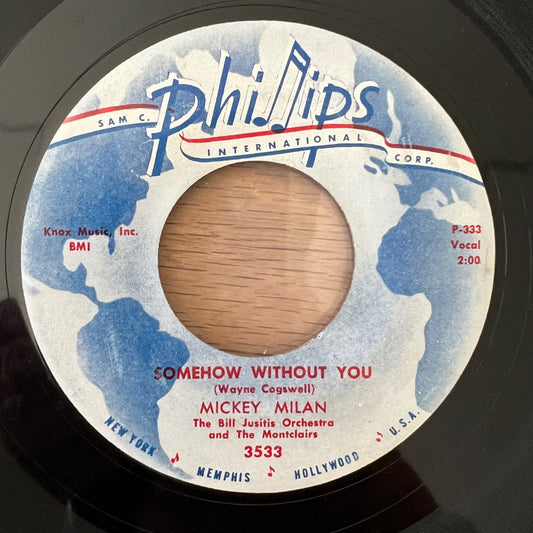 SAM C. Phillips
INTERNATIONAL CORP.
Knox Music, Inc.
BMI
P-333
Vocal
2:00
SOMEHOW WITHOUT YOU
(Wayne Cogswell)
MICKEY MILAN
The Bill Jusitis Orchestra
and The Montclairs
3533
NEW YORK ♪ MEMPHIS ♪ HOLLYWOOD ♪ U.S.A.